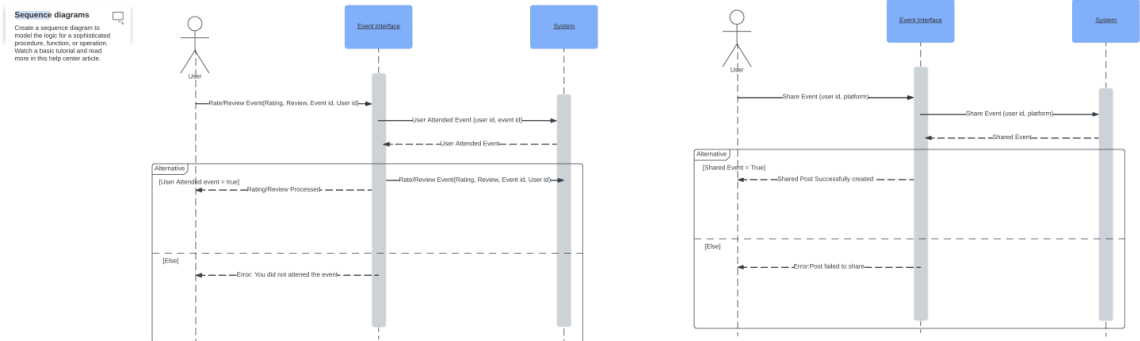 Sequence diagrams
Create a sequence diagram to
model the logic for a sophisticated
procedure, function, or operation.
Watch a basic tutorial and read
more in this help center article.
User
Event Interface
System
Rate/Review Event(Rating, Review, Event id, User id)
User Attended Event (user id, event id)
User Attended Event
Alternative
[User Attended event = true]
Rate/Review Event(Rating, Review, Event id, User id)
Rating/Review Processed
[Else]
Error: You did not attened the event
User
Event Interface
System
Share Event (user id, platform)
Share Event (user id, platform)
Shared Event
Alternative
[Shared Event = True]
Shared Post Successfully created
[Else]
Error:Post failed to share